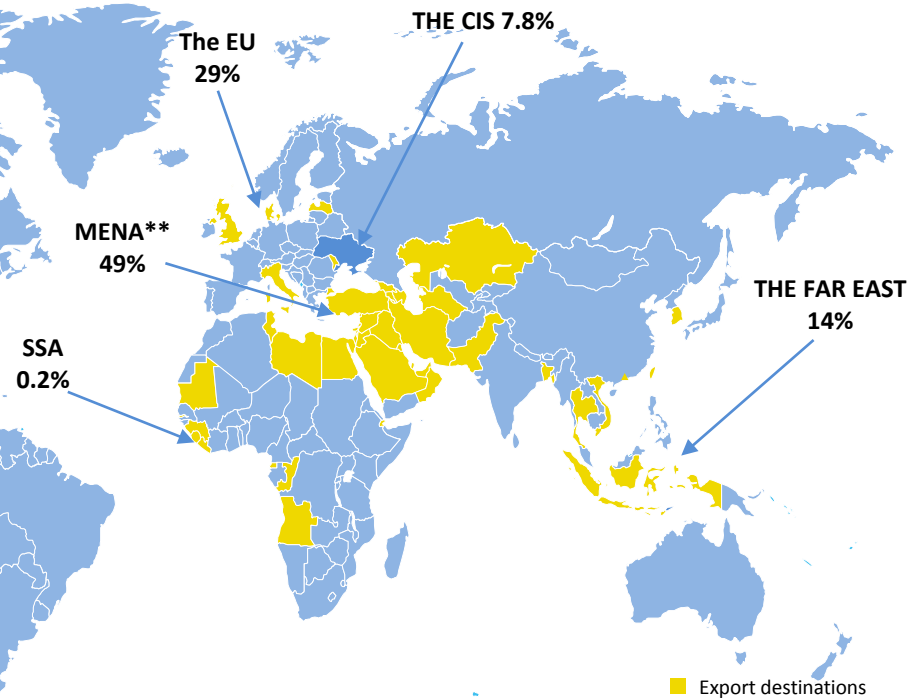 THE CIS 7.8%
The EU
29%
MENA**
49%
THE FAR EAST
14%
SSA
0.2%
Export destinations